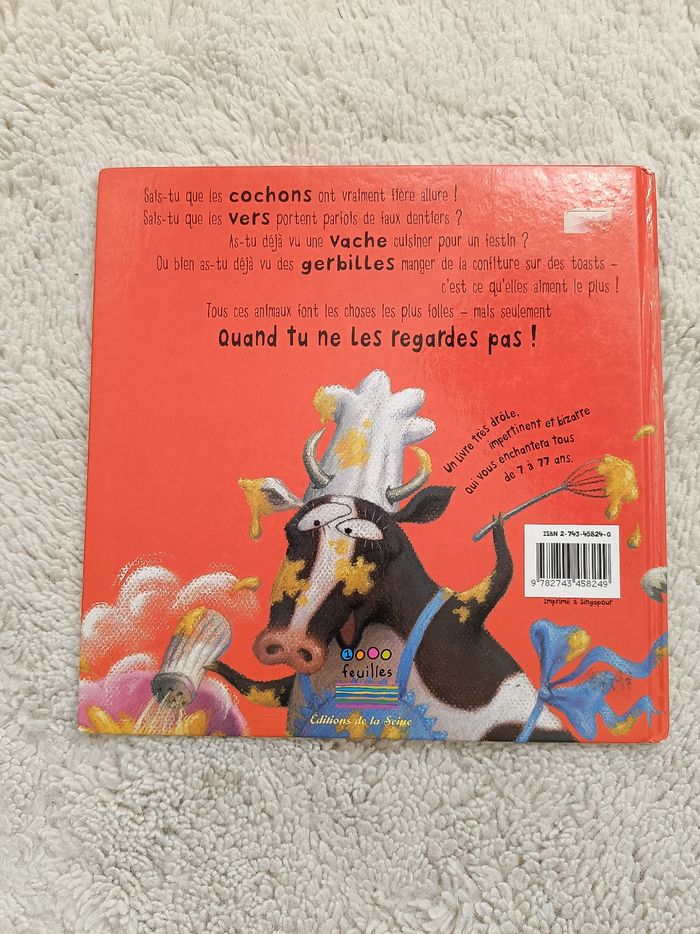 Sais-tu que les cochons ont vraiment fière allure !
Sais-tu que les vers portent parfois de faux dentiers ?
As-tu déjà vu une vache cuisiner pour un festin ?
Ou bien as-tu déjà vu des gerbilles manger de la confiture sur des toasts –
c'est ce qu'elles aiment le plus !
Tous ces animaux font les choses les plus folles – mais seulement
Quand tu ne les regardes pas !
Un livre très drôle,
impertinent et bizarre
qui vous enchantera tous
de 7 à 77 ans.
ISBN 2-743-45824-0
9 782743 458249
Imprimé à Singapour
1000
feuilles
Editions de la Seine